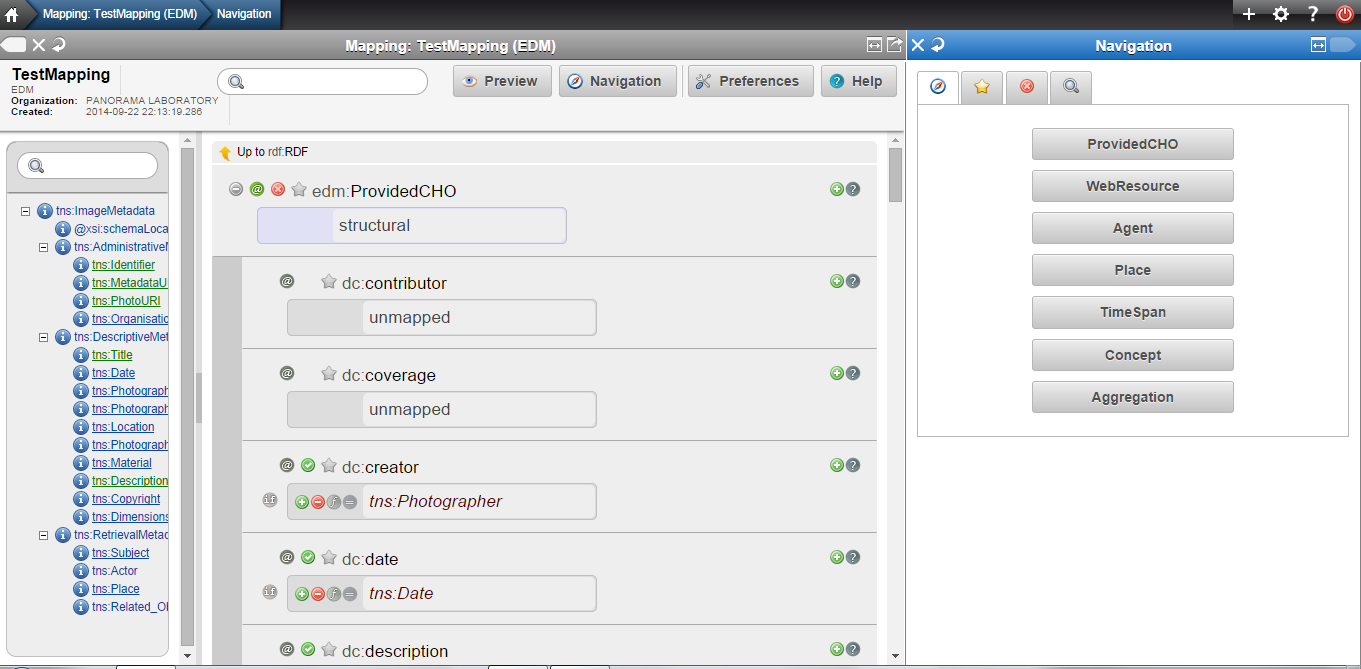 Mapping: TestMapping (EDM) Navigation
Mapping: TestMapping (EDM)
TestMapping
EDM
Organization: PANORAMA LABORATORY
Created: 2014-09-22 22:13:19.286
Preview Navigation Preferences Help
tns:ImageMetadata
@xsi:schemaLoca
tns:Administrative
tns:Identifier
tns:MetadataU
tns:PhotoURI
tns:Organisatio
tns:DescriptiveMet
tns:Title
tns:Date
tns:Photograph
tns:Photograph
tns:Location
tns:Photograph
tns:Material
tns:Description
tns:Copyright
tns:Dimensions
tns:RetrievalMetad
tns:Subject
tns:Actor
tns:Place
tns:Related_Ob
Up to rdf:RDF
edm:ProvidedCHO
structural
dc:contributor
unmapped
dc:coverage
unmapped
dc:creator
if
tns:Photographer
dc:date
if
tns:Date
dc:description
Navigation
ProvidedCHO
WebResource
Agent
Place
TimeSpan
Concept
Aggregation